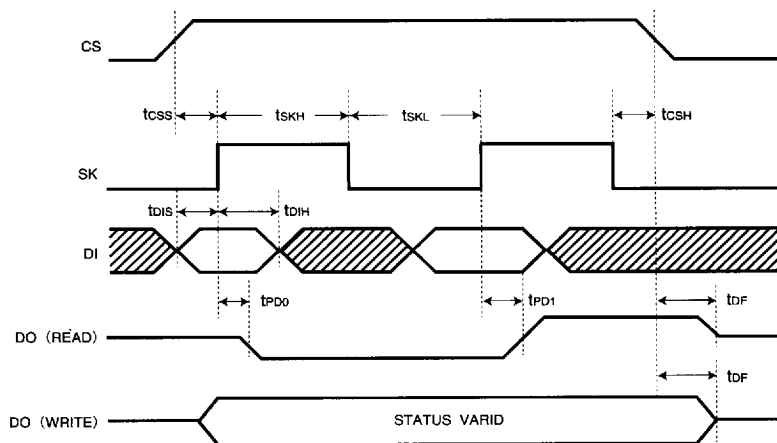 CS
tCSS tSKH tSKL tCSH
SK
tDIS tDIH
DI
tPD0 tPD1 tDF
DO (READ)
tDF
DO (WRITE) STATUS VARID